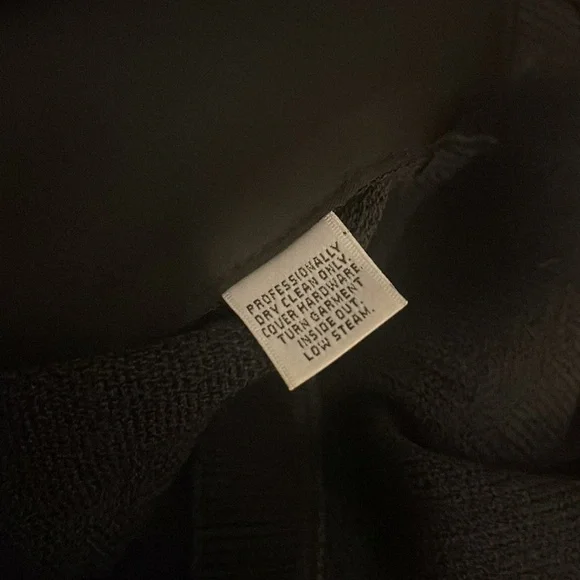 PROFESSIONALLY
DRY CLEAN ONLY.
COVER HARDWARE.
TURN GARMENT
INSIDE OUT.
LOW STEAM.